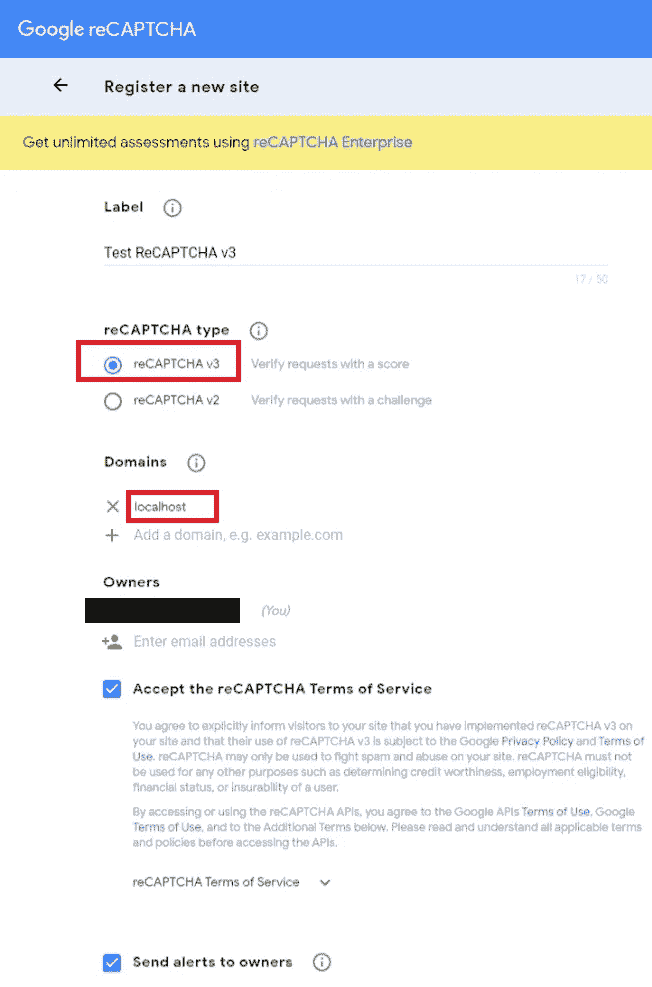 Google reCAPTCHA
Register a new site
Get unlimited assessments using reCAPTCHA Enterprise
Label
Test ReCAPTCHA v3
17 / 50
reCAPTCHA type
reCAPTCHA v3 Verify requests with a score
reCAPTCHA v2 Verify requests with a challenge
Domains
localhost
Add a domain, e.g. example.com
Owners
(You)
Enter email addresses
Accept the reCAPTCHA Terms of Service
You agree to explicitly inform visitors to your site that you have implemented reCAPTCHA v3 on
your site and that their use of reCAPTCHA v3 is subject to the Google Privacy Policy and Terms of
Use. reCAPTCHA may only be used to fight spam and abuse on your site. reCAPTCHA must not
be used for any other purposes such as determining credit worthiness, employment eligibility,
financial status, or insurability of a user.
By accessing or using the reCAPTCHA APIs, you agree to the Google APIs Terms of Use, Google
Terms of Use, and to the Additional Terms below. Please read and understand all applicable terms
and policies before accessing the APIs.
reCAPTCHA Terms of Service
Send alerts to owners